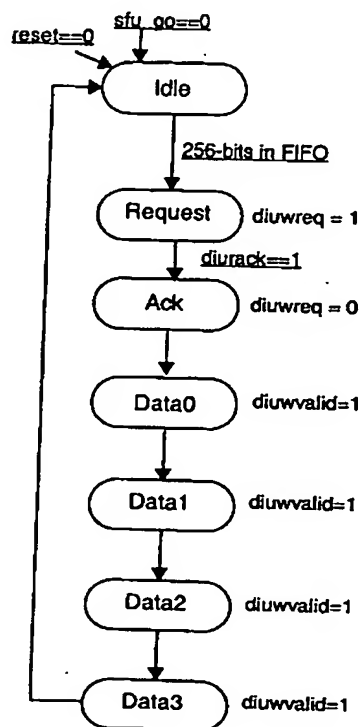 sfu_go==0
reset==0
Idle
256-bits in FIFO
Request
diuwreq = 1
diurack==1
Ack
diuwreq = 0
Data0
diuwvalid=1
Data1
diuwvalid=1
Data2
diuwvalid=1
Data3
diuwvalid=1